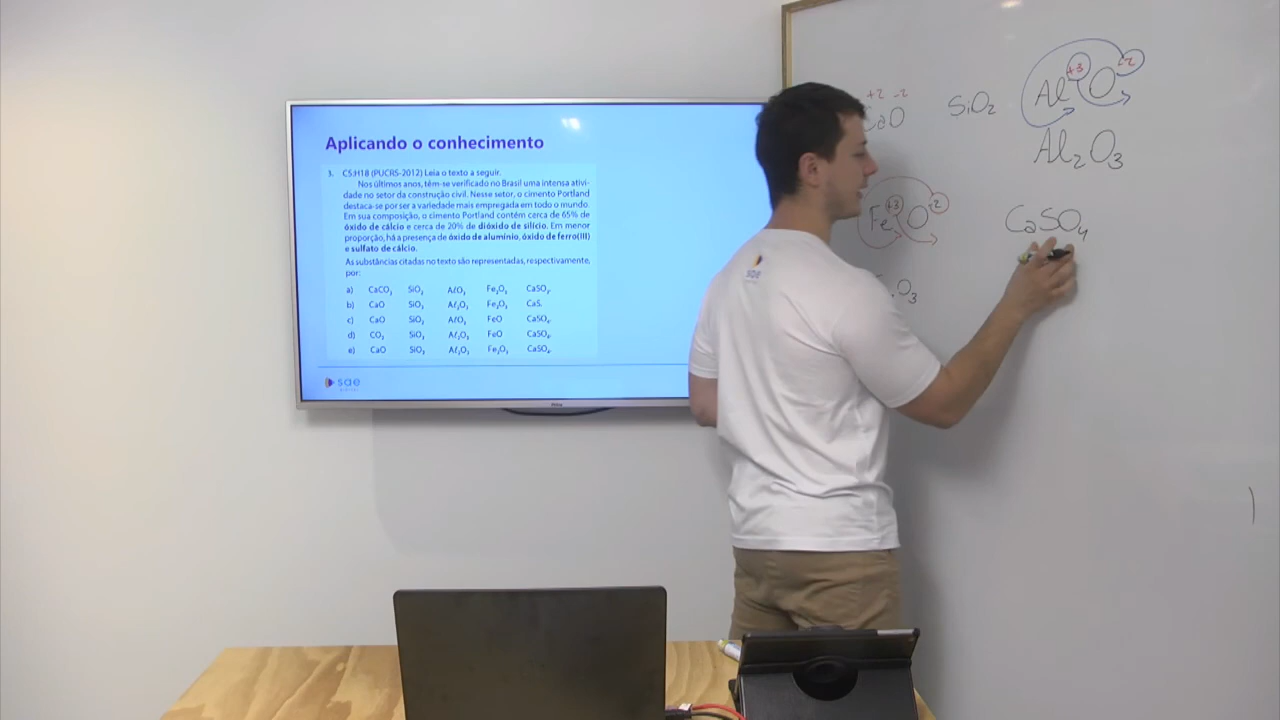 Aplicando o conhecimento
3. C5:H18 (PUCRS-2012) Leia o texto a seguir.
Nos últimos anos, têm-se verificado no Brasil uma intensa ativi-
dade no setor da construção civil. Nesse setor, o cimento Portland
destaca-se por ser a variedade mais empregada em todo o mundo.
Em sua composição, o cimento Portland contém cerca de 65% de
óxido de cálcio e cerca de 20% de dióxido de silício. Em menor
proporção, há a presença de óxido de alumínio, óxido de ferro(III)
e sulfato de cálcio.
As substâncias citadas no texto são representadas, respectivamente,
por:
a) CaCO₃ SiO₂ AℓO₃ Fe₂O₃ CaSO₄.
b) CaO SiO₂ Aℓ₂O₃ Fe₂O₃ CaS.
c) CaO SiO₂ AℓO₃ FeO CaSO₄.
d) CO₂ SiO₂ Aℓ₂O₃ FeO CaSO₄.
e) CaO SiO₂ Aℓ₂O₃ Fe₂O₃ CaSO₄.
sae
sae
+2 -2
CaO
SiO₂
+3 -2
Al O
Al₂O₃
+3 -2
Fe O
O₃
CaSO₄